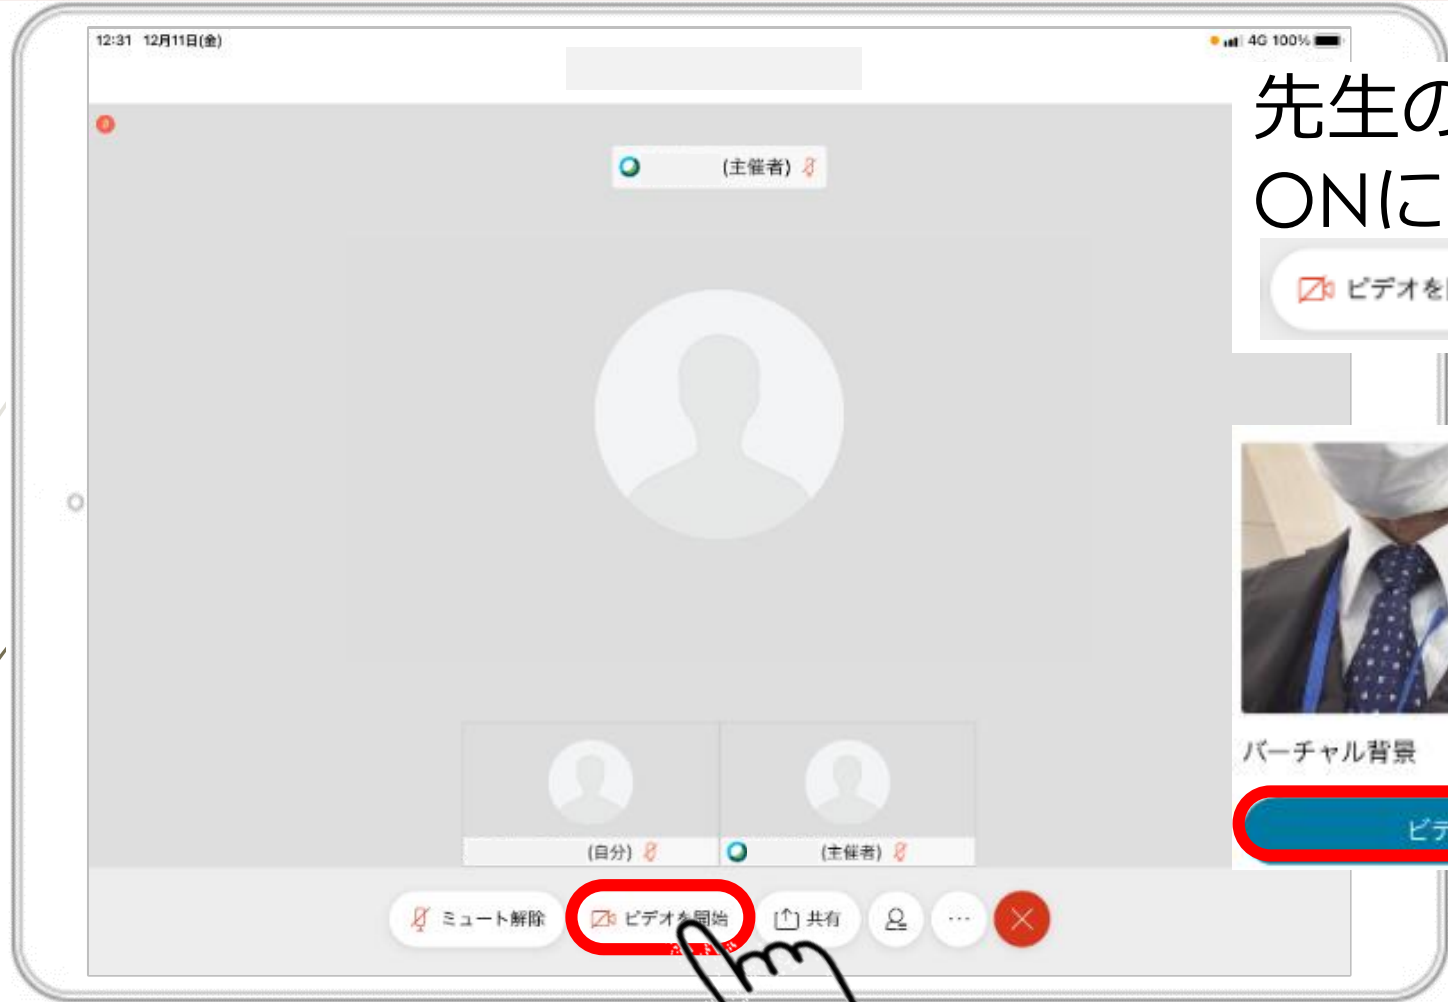 12:31 12月11日(金)
4G 100%
(主催者)
先生の
ONに
ビデオを
バーチャル背景
ビデ
(自分)
(主催者)
ミュート解除
ビデオを開始
共有